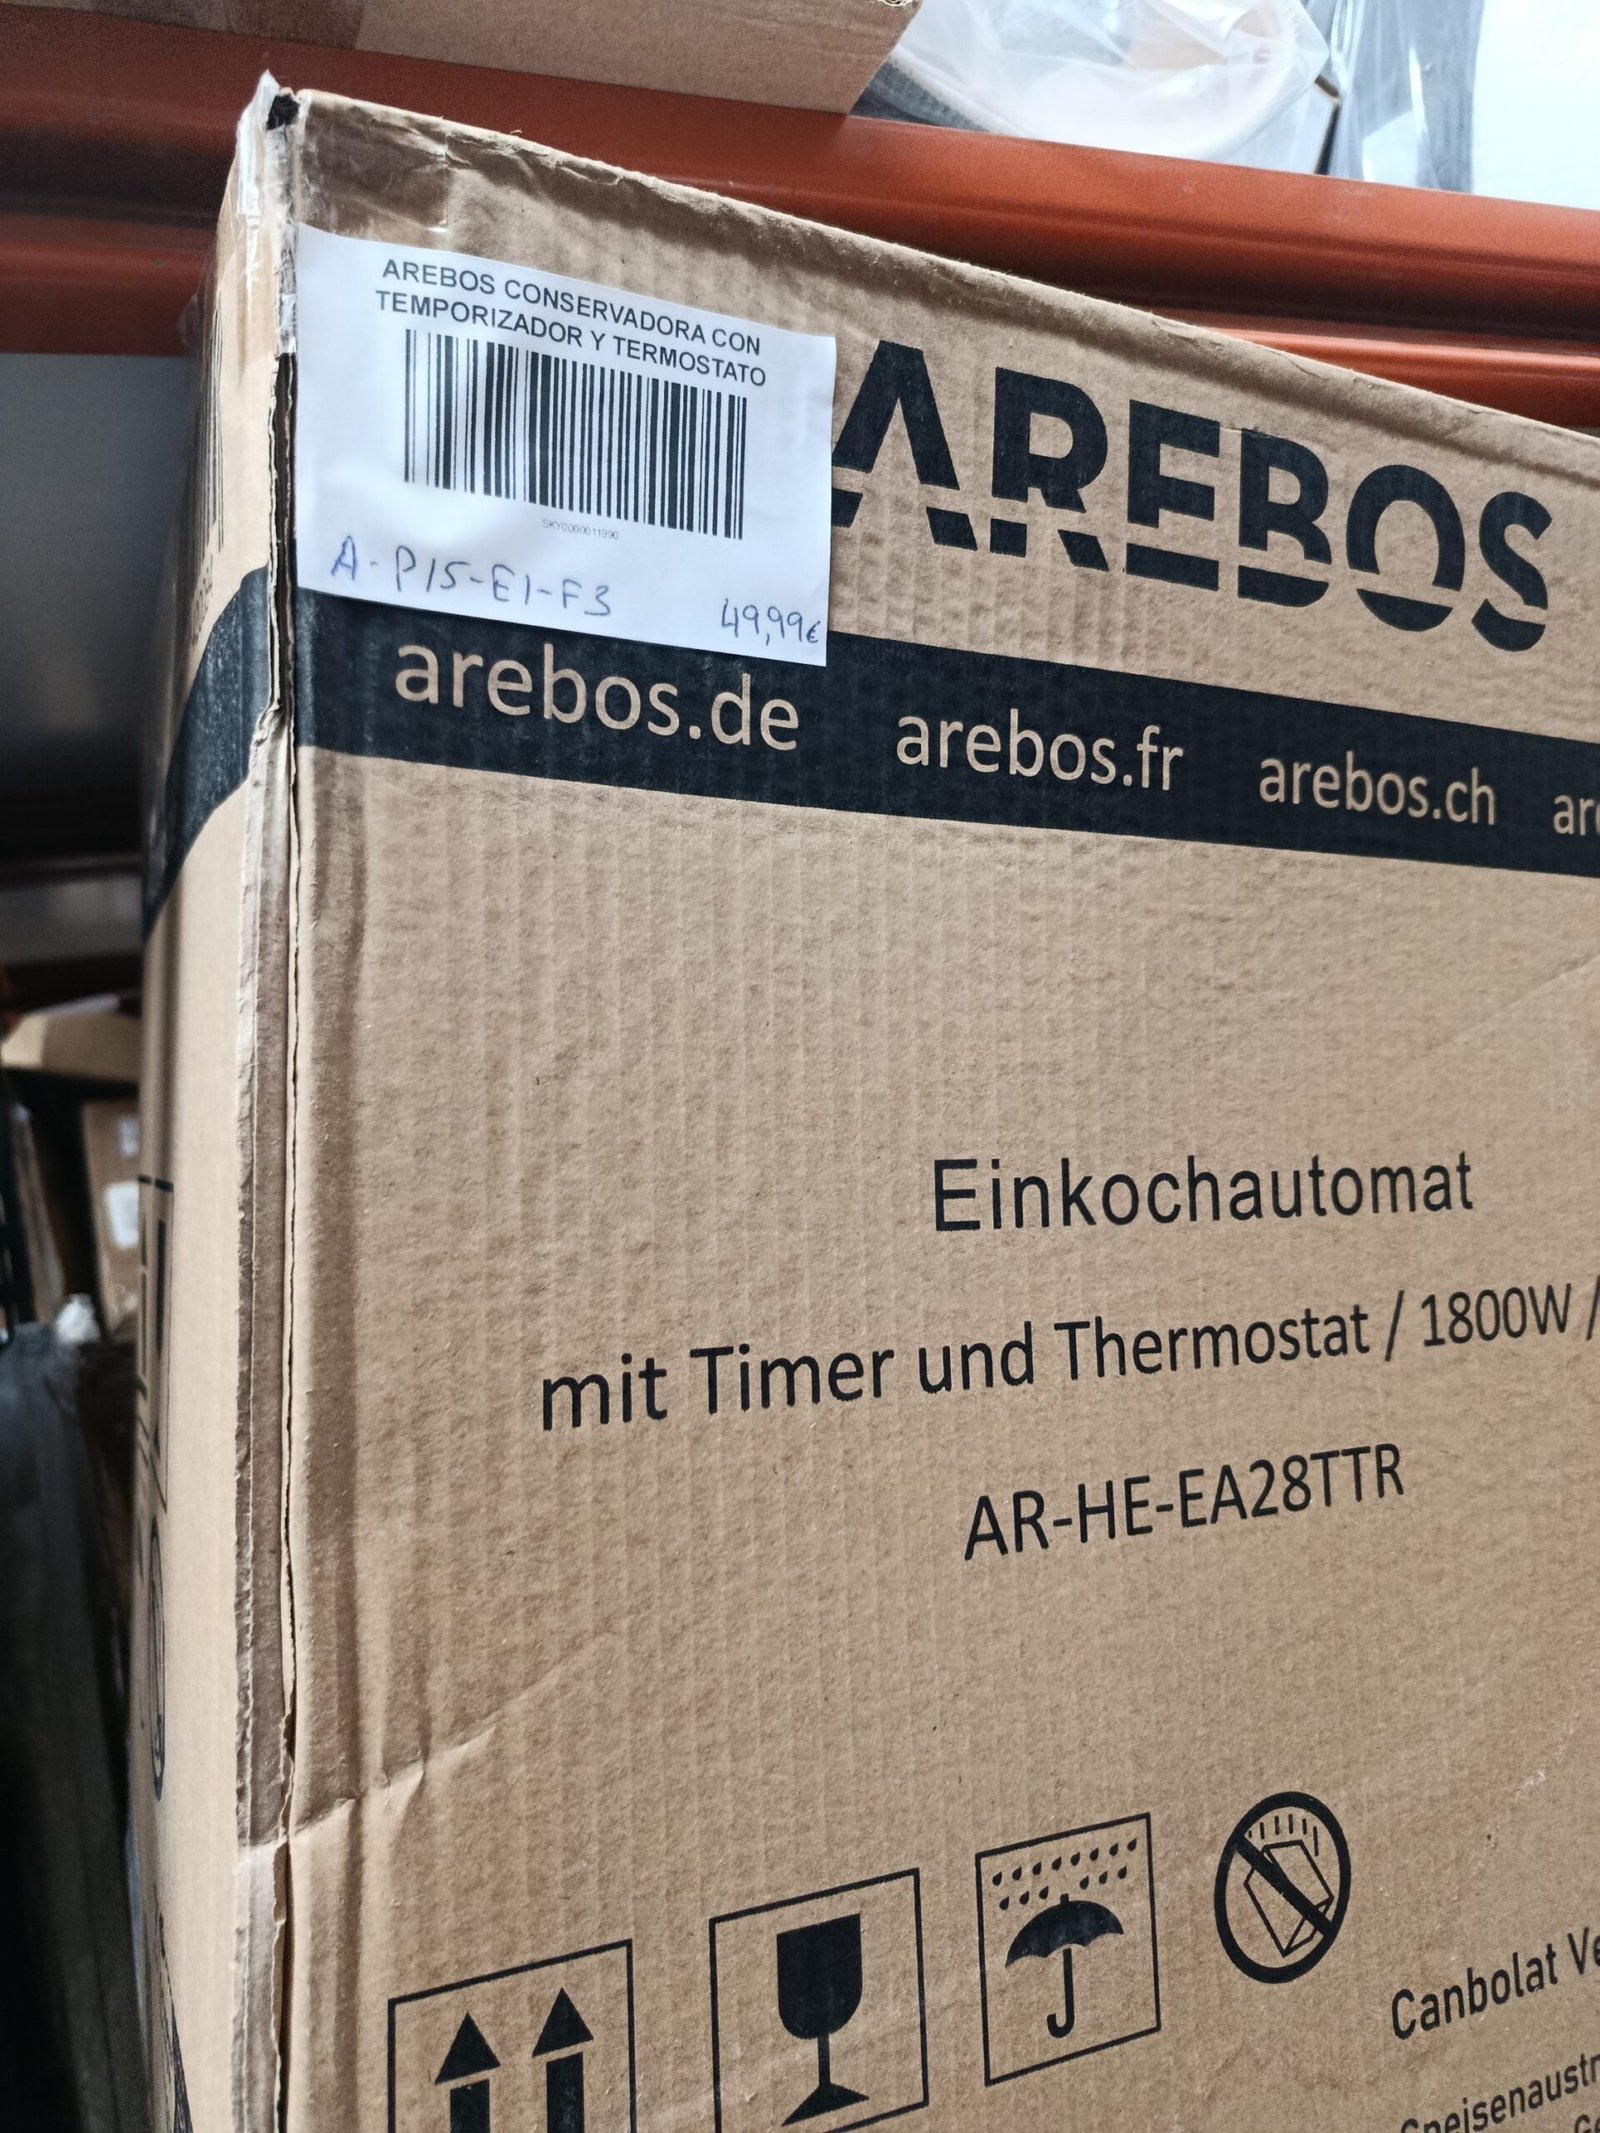 AREBOS CONSERVADORA CON
TEMPORIZADOR Y TERMOSTATO
SKY0000011990
A-P15-E1-F3
49,99€
AREBOS
arebos.de arebos.fr arebos.ch
Einkochautomat
mit Timer und Thermostat / 1800W /
AR-HE-EA28TTR
Canbolat